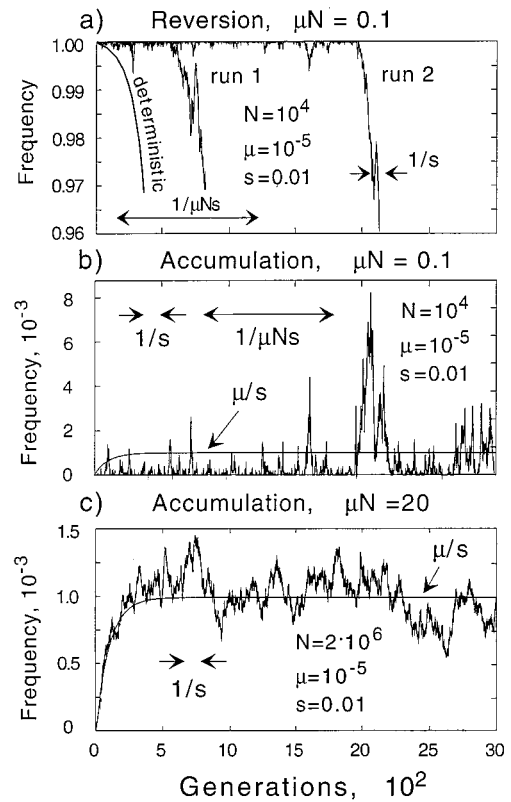 a) Reversion, μN = 0.1
1.00
0.99
0.98
0.97
0.96
Frequency
deterministic
run 1
run 2
N=10⁴
μ=10⁻⁵
s=0.01
1/s
1/μNs
b) Accumulation, μN = 0.1
8
6
4
2
0
Frequency, 10⁻³
1/s
1/μNs
N=10⁴
μ=10⁻⁵
s=0.01
μ/s
c) Accumulation, μN =20
1.5
1.0
0.5
0
Frequency, 10⁻³
μ/s
N=2·10⁶
μ=10⁻⁵
s=0.01
1/s
0 5 10 15 20 25 30
Generations, 10²